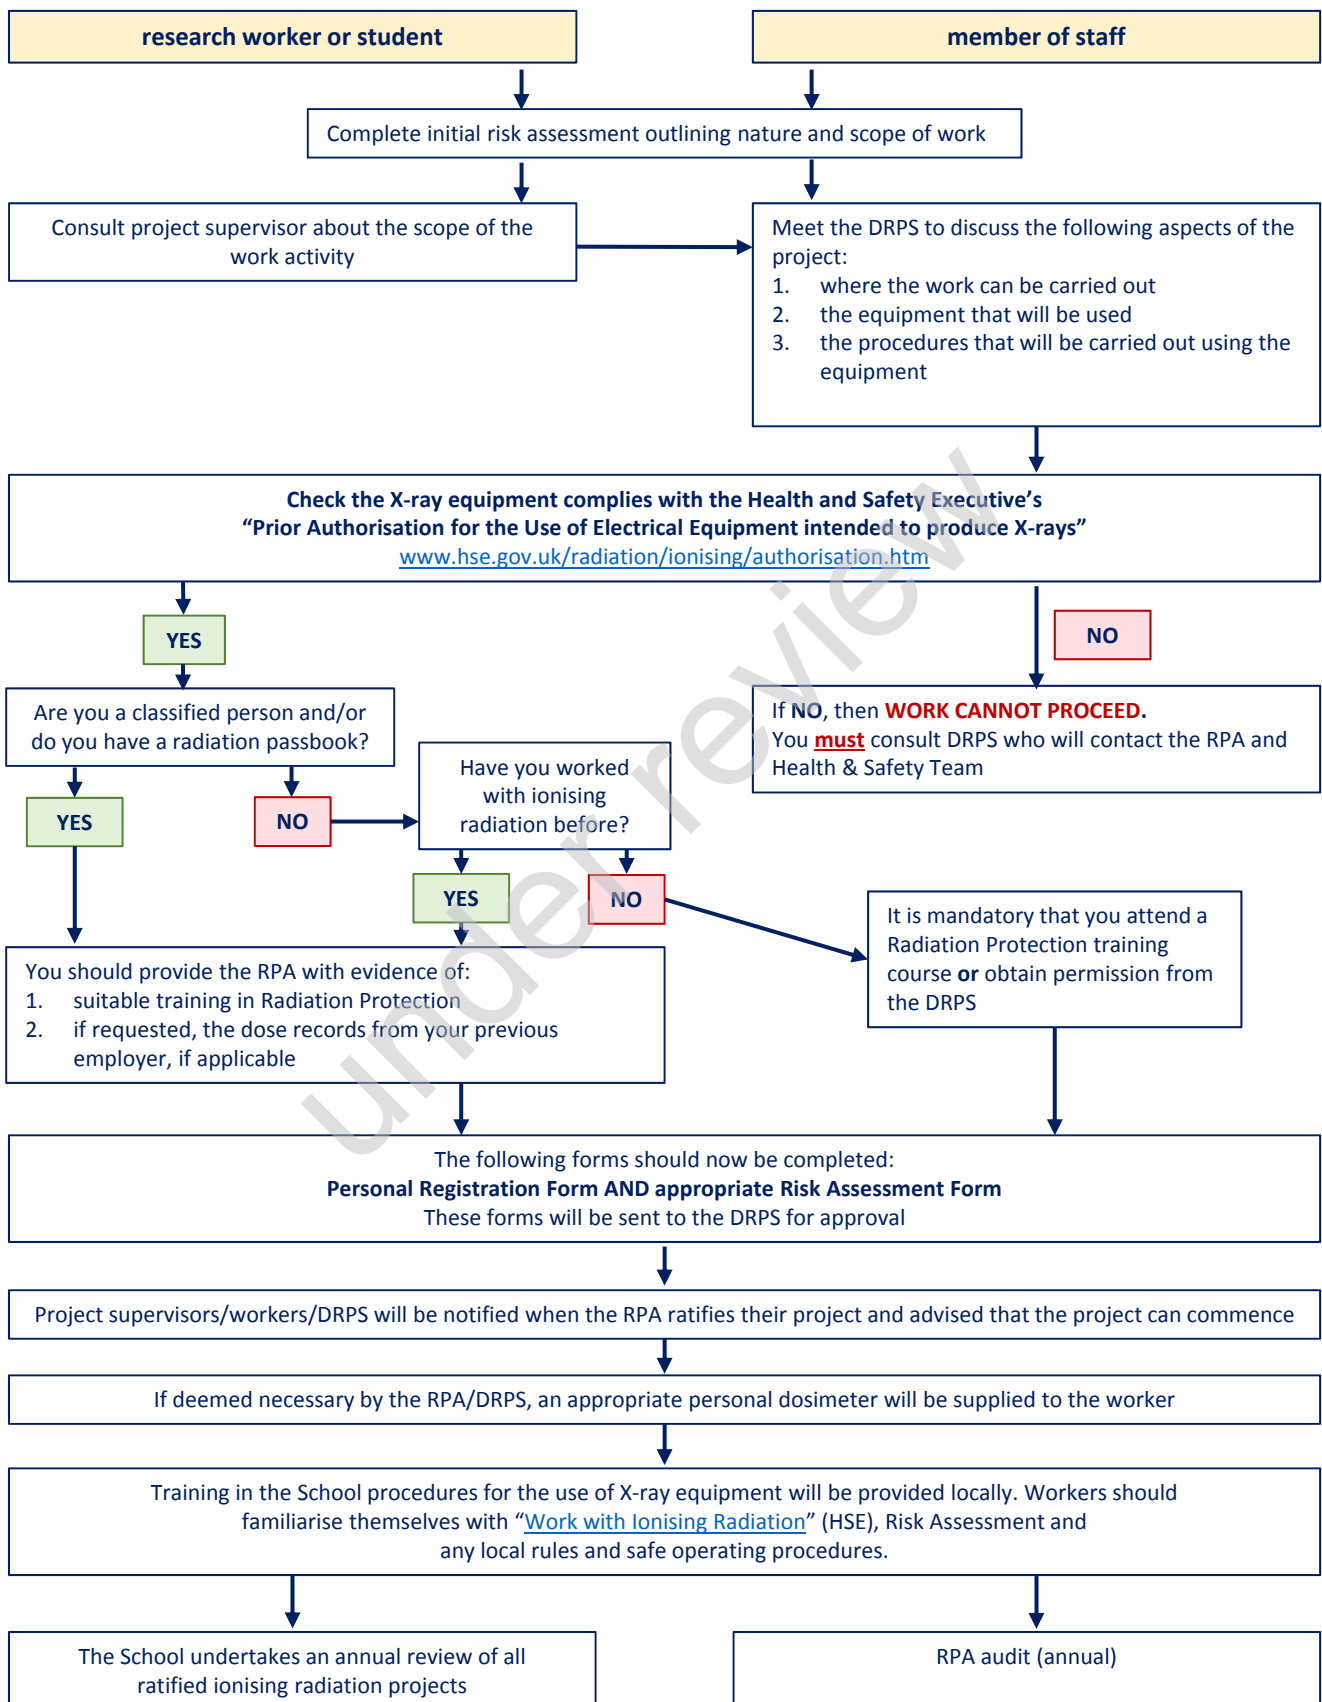 research worker or student
member of staff
Complete initial risk assessment outlining nature and scope of work
Consult project supervisor about the scope of the
work activity
Meet the DRPS to discuss the following aspects of the
project:
1. where the work can be carried out
2. the equipment that will be used
3. the procedures that will be carried out using the
equipment
Check the X-ray equipment complies with the Health and Safety Executive’s
“Prior Authorisation for the Use of Electrical Equipment intended to produce X-rays”
www.hse.gov.uk/radiation/ionising/authorisation.htm
YES
NO
Are you a classified person and/or
do you have a radiation passbook?
If NO, then WORK CANNOT PROCEED.
You must consult DRPS who will contact the RPA and
Health & Safety Team
YES
NO
Have you worked
with ionising
radiation before?
YES
NO
It is mandatory that you attend a
Radiation Protection training
course or obtain permission from
the DRPS
You should provide the RPA with evidence of:
1. suitable training in Radiation Protection
2. if requested, the dose records from your previous
employer, if applicable
The following forms should now be completed:
Personal Registration Form AND appropriate Risk Assessment Form
These forms will be sent to the DRPS for approval
Project supervisors/workers/DRPS will be notified when the RPA ratifies their project and advised that the project can commence
If deemed necessary by the RPA/DRPS, an appropriate personal dosimeter will be supplied to the worker
Training in the School procedures for the use of X-ray equipment will be provided locally. Workers should
familiarise themselves with “Work with Ionising Radiation” (HSE), Risk Assessment and
any local rules and safe operating procedures.
The School undertakes an annual review of all
ratified ionising radiation projects
RPA audit (annual)
under review